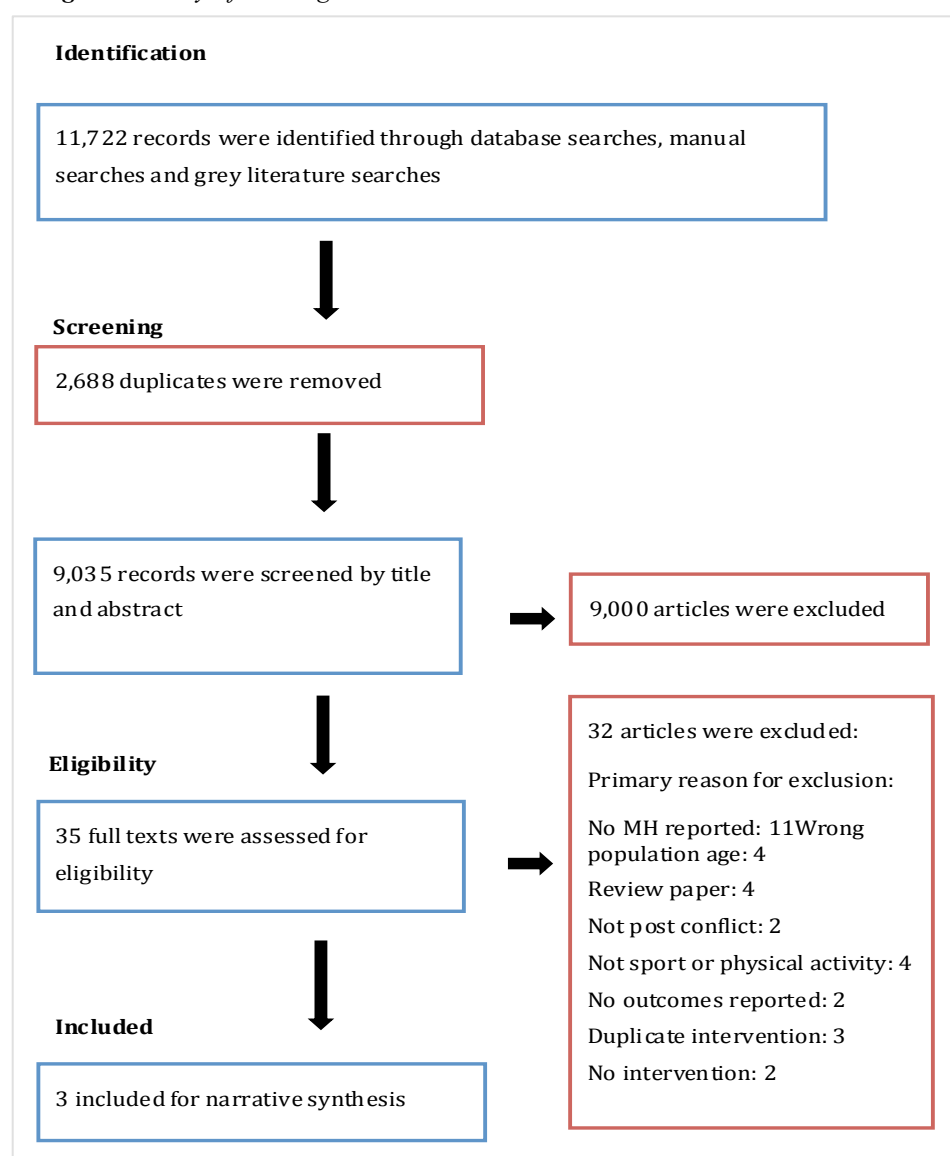 Identification
11,722 records were identified through database searches, manual
searches and grey literature searches
Screening
2,688 duplicates were removed
9,035 records were screened by title
and abstract
9,000 articles were excluded
Eligibility
35 full texts were assessed for
eligibility
32 articles were excluded:
Primary reason for exclusion:
No MH reported: 11Wrong
population age: 4
Review paper: 4
Not post conflict: 2
Not sport or physical activity: 4
No outcomes reported: 2
Duplicate intervention: 3
No intervention: 2
Included
3 included for narrative synthesis